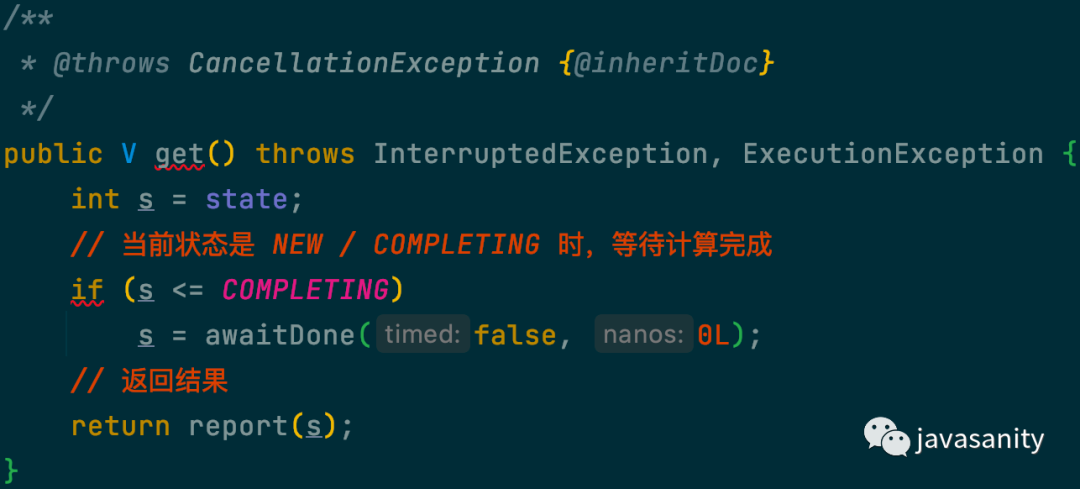 /**
 * @throws CancellationException {@inheritDoc}
 */
public V get() throws InterruptedException, ExecutionException {
    int s = state;
    // 当前状态是 NEW / COMPLETING 时，等待计算完成
    if (s <= COMPLETING)
        s = awaitDone( timed: false,  nanos: 0L);
    // 返回结果
    return report(s);
javasanity
}